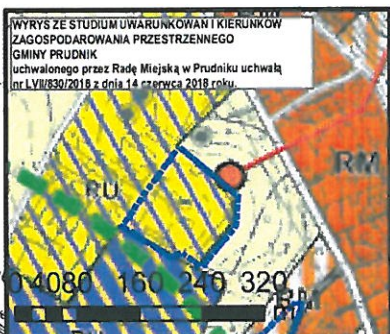 WYRYS ZE STUDIUM UWARUNKOWAŃ I KIERUNKÓW
ZAGOSPODAROWANIA PRZESTRZENNEGO
GMINY PRUDNIK
uchwalonego przez Radę Miejską w Prudniku uchwałą
nr LVII/830/2018 z dnia 14 czerwca 2018 roku.
RU
RM
0 40 80 160 240 320
m